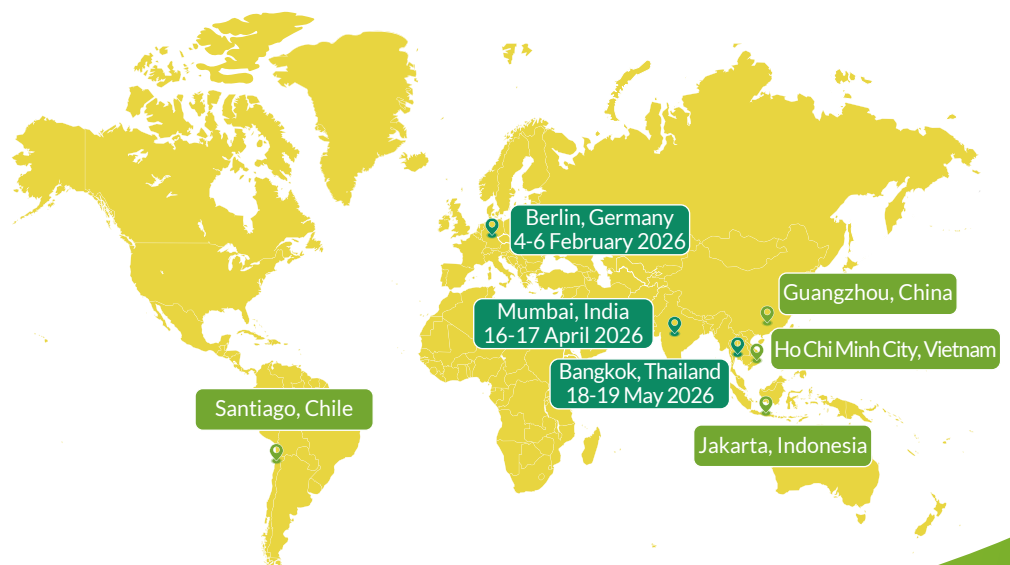 Berlin, Germany
4-6 February 2026
Guangzhou, China
Mumbai, India
16-17 April 2026
Ho Chi Minh City, Vietnam
Bangkok, Thailand
18-19 May 2026
Santiago, Chile
Jakarta, Indonesia